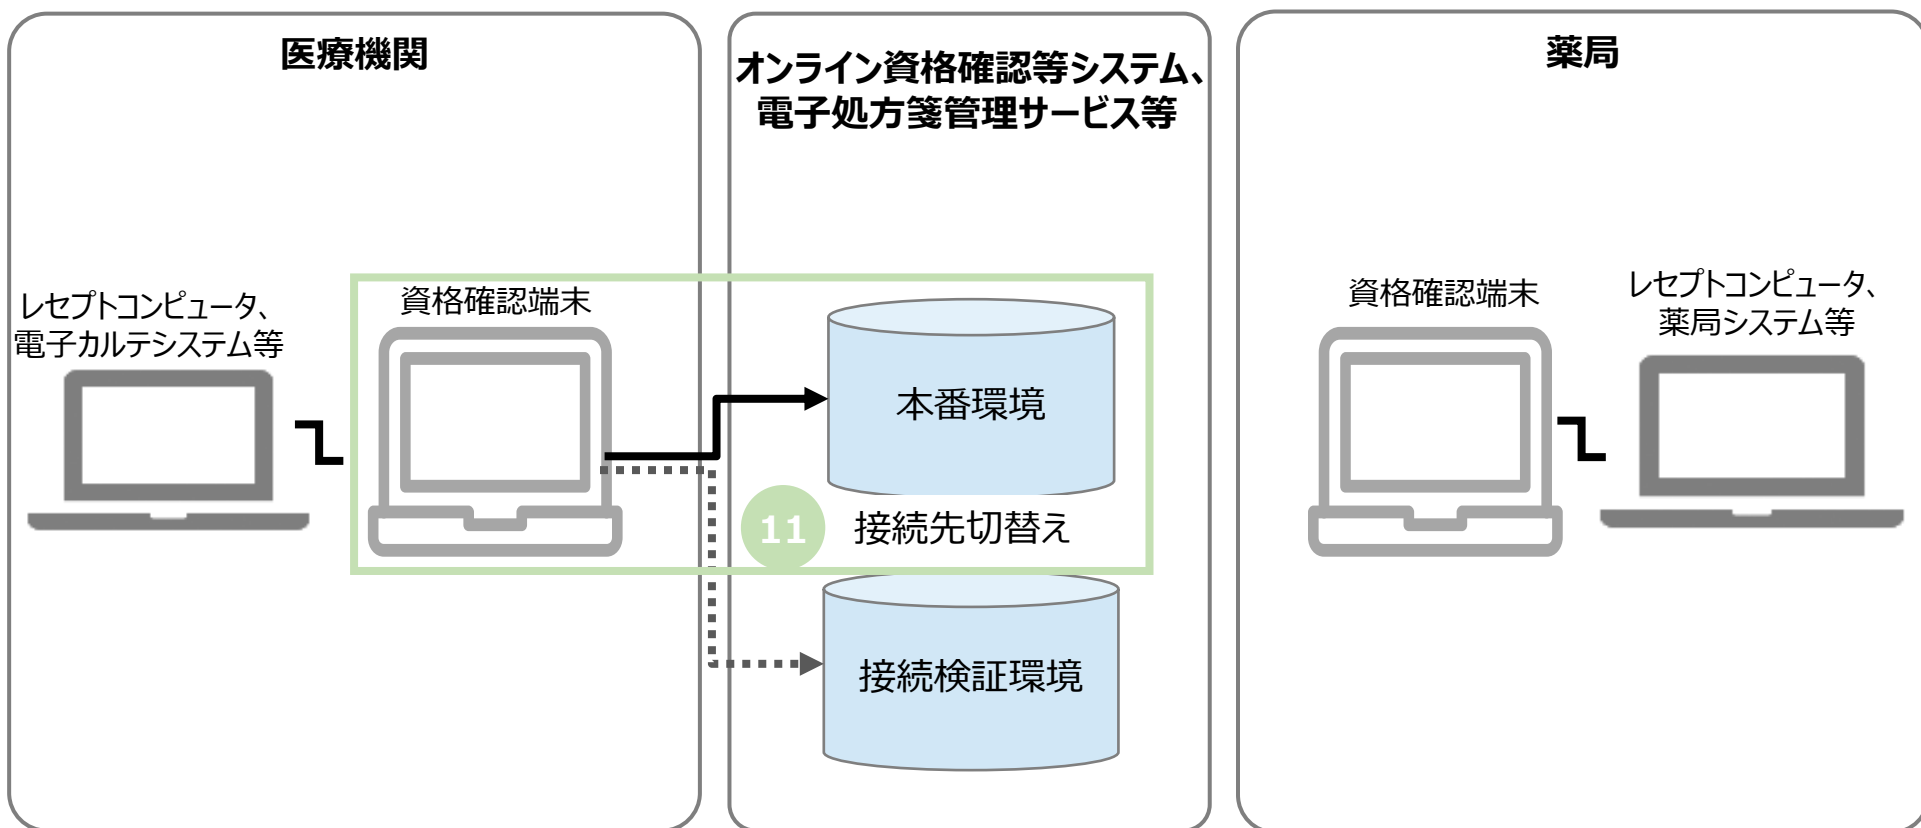 医療機関
オンライン資格確認等システム、
電子処方箋管理サービス等
薬局
レセプトコンピュータ、
電子カルテシステム等
資格確認端末
本番環境
11
接続先切替え
接続検証環境
資格確認端末
レセプトコンピュータ、
薬局システム等